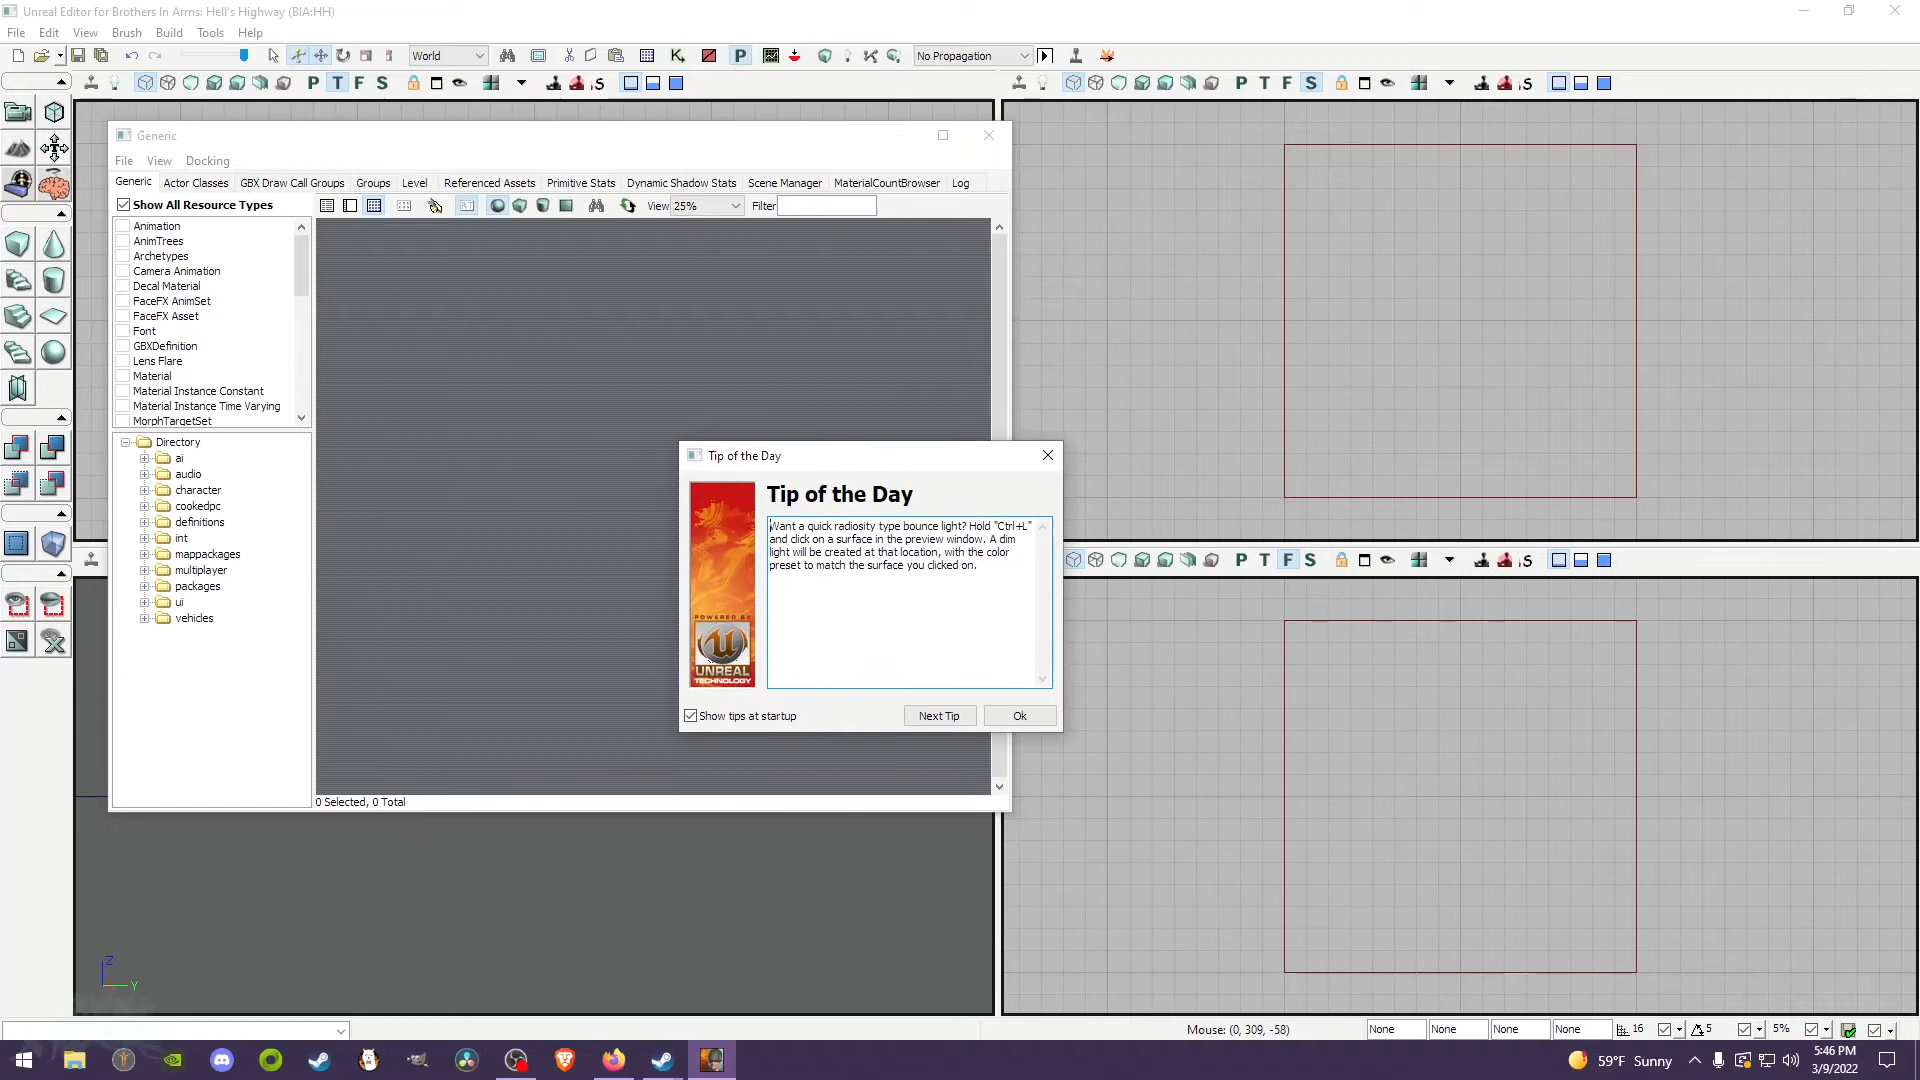 Unreal Editor for Brothers In Arms: Hell's Highway (BIA:HH)
File Edit View Brush Build Tools Help
World
P
No Propagation
P T F S
S
P T F S
S
Generic
File View Docking
Generic Actor Classes GBX Draw Call Groups Groups Level Referenced Assets Primitive Stats Dynamic Shadow Stats Scene Manager MaterialCountBrowser Log
Show All Resource Types
RT
View 25%
Filter
Animation
AnimTrees
Archetypes
Camera Animation
Decal Material
FaceFX AnimSet
FaceFX Asset
Font
GBXDefinition
Lens Flare
Material
Material Instance Constant
Material Instance Time Varying
MorphTargetSet
Directory
ai
audio
character
cookedpc
definitions
int
mappackages
multiplayer
packages
ui
vehicles
0 Selected, 0 Total
Tip of the Day
Tip of the Day
Want a quick radiosity type bounce light? Hold "Ctrl+L"
and click on a surface in the preview window. A dim
light will be created at that location, with the color
preset to match the surface you clicked on.
POWERED BY
UNREAL
TECHNOLOGY
Show tips at startup
Next Tip
Ok
P T F S
S
Z
Y
Mouse: (0, 309, -58)
None
None
None
None
16
5
5%
59°F Sunny
5:46 PM
3/9/2022